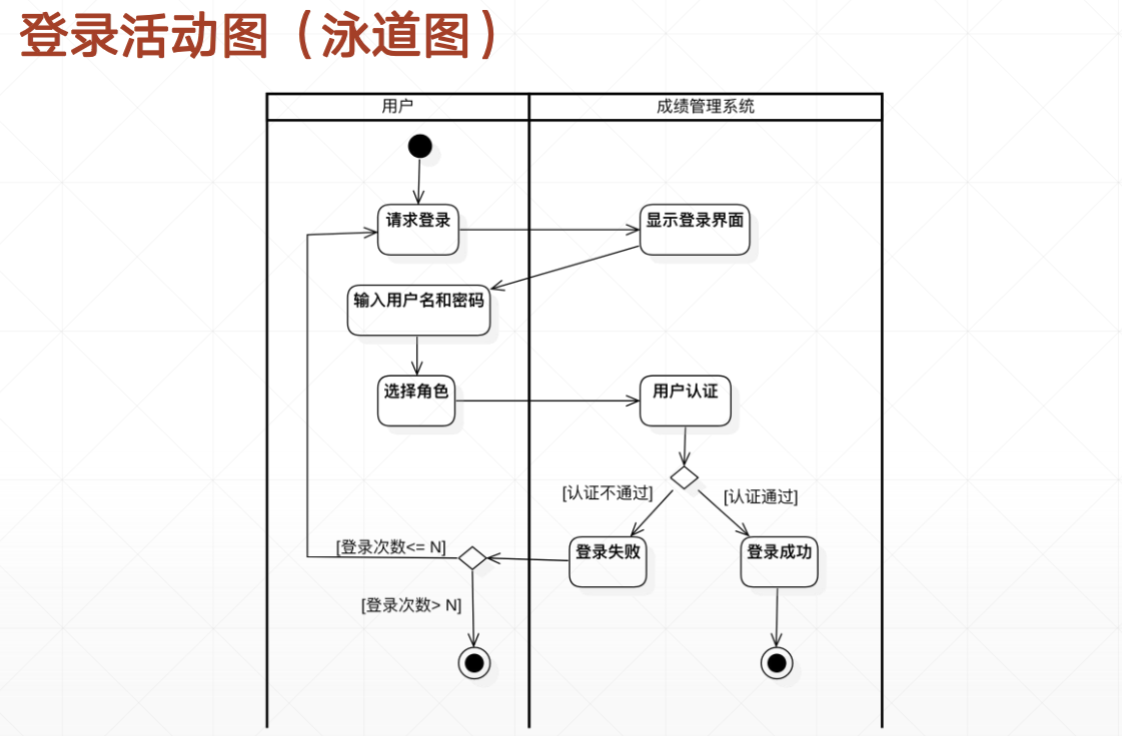 登录活动图（泳道图）
用户
成绩管理系统
请求登录
显示登录界面
输入用户名和密码
选择角色
用户认证
[认证不通过]
[认证通过]
[登录次数<= N]
登录失败
登录成功
[登录次数> N]